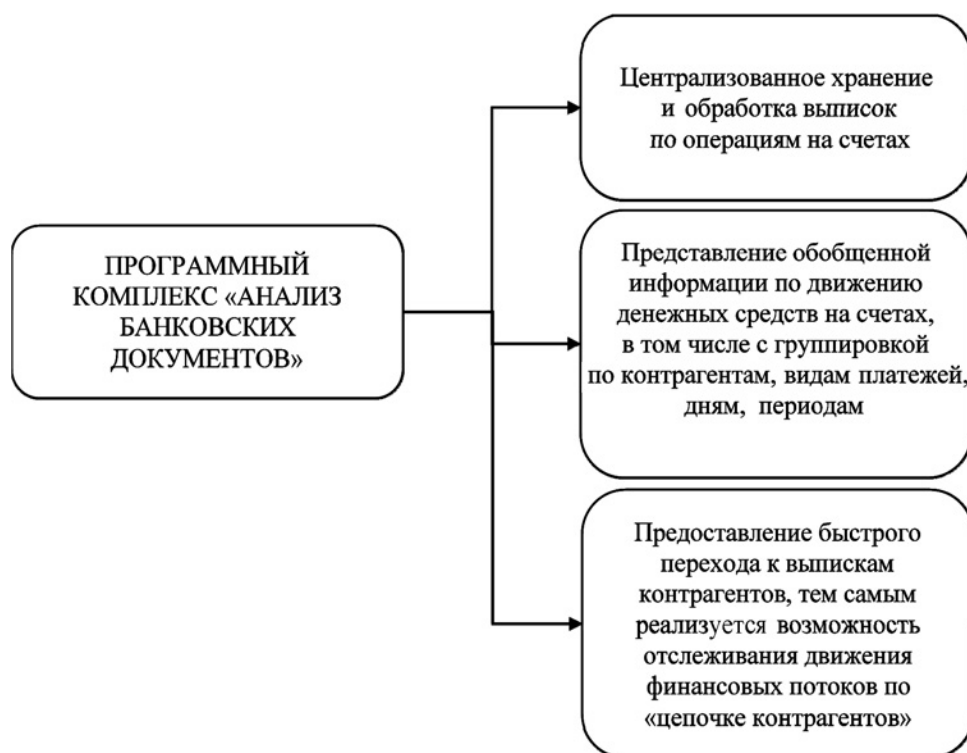 ПРОГРАММНЫЙ
КОМПЛЕКС «АНАЛИЗ
БАНКОВСКИХ
ДОКУМЕНТОВ»
Централизованное хранение
и обработка выписок
по операциям на счетах
Представление обобщенной
информации по движению
денежных средств на счетах,
в том числе с группировкой
по контрагентам, видам платежей,
дням, периодам
Предоставление быстрого
перехода к выпискам
контрагентов, тем самым
реализуется возможность
отслеживания движения
финансовых потоков по
«цепочке контрагентов»